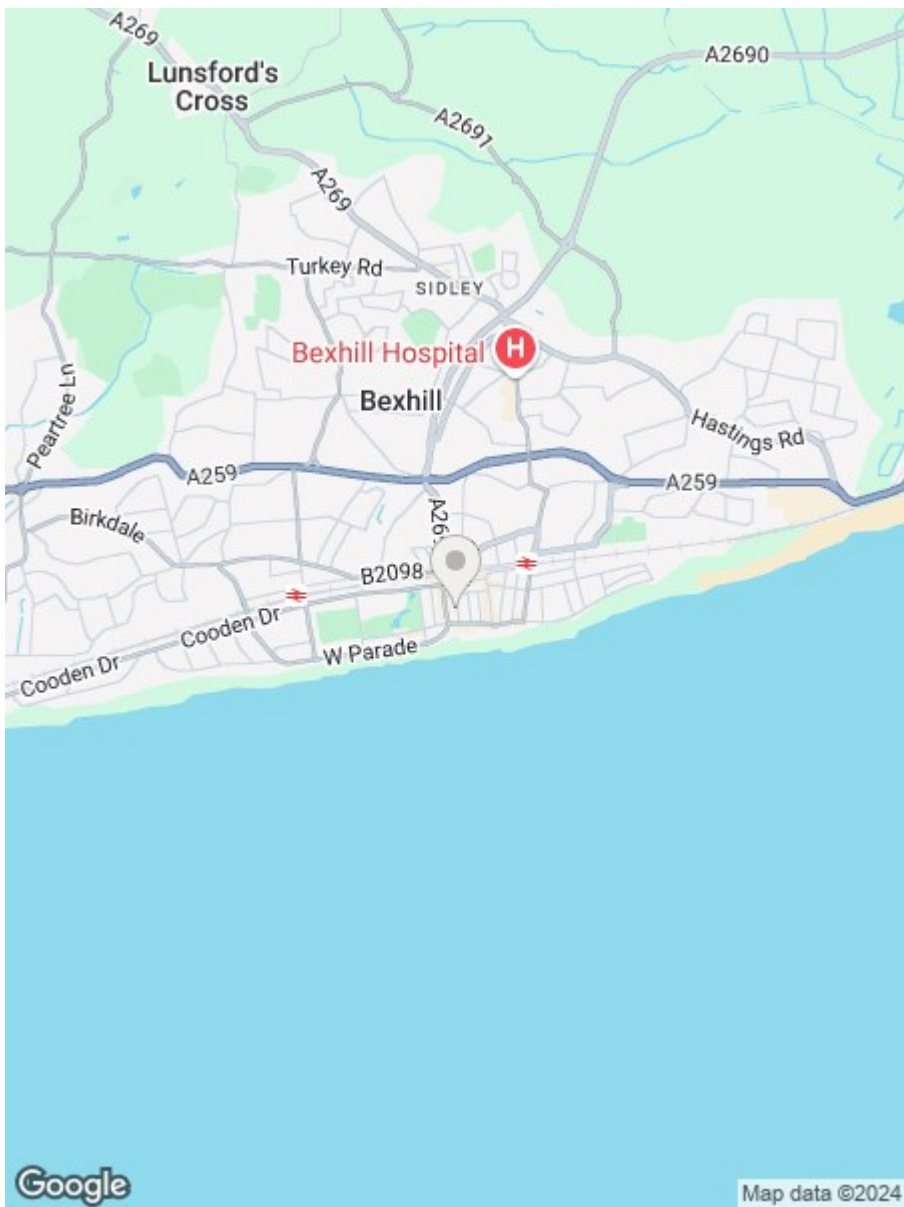 A269
A2690
Lunsford's
Cross
A2691
A269
Turkey Rd
SIDLEY
Bexhill Hospital
H
Bexhill
Peartree Ln
Hastings Rd
A259
A259
Birkdale
B2098
Cooden Dr
W Parade
Cooden Dr
Google
Map data ©2024